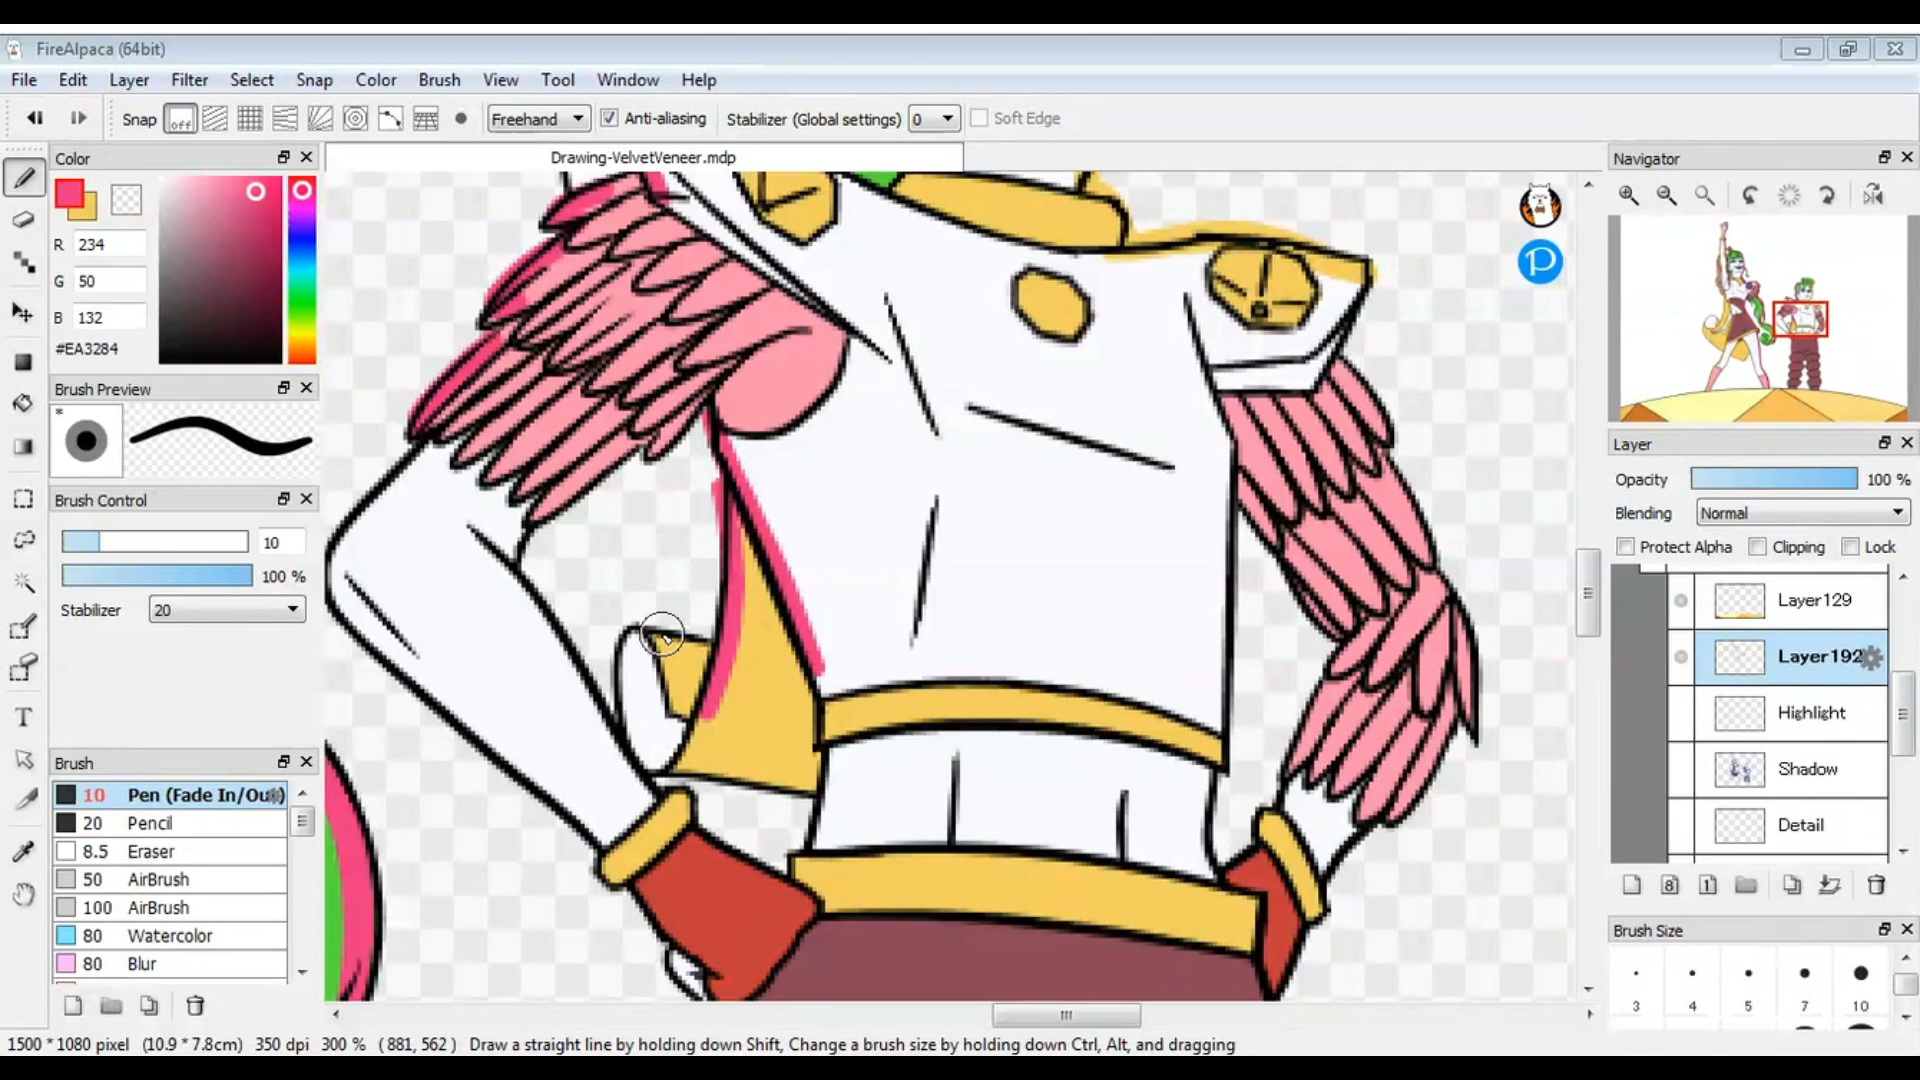 FireAlpaca (64bit)
File Edit Layer Filter Select Snap Color Brush View Tool Window Help
Snap off Freehand Anti-aliasing Stabilizer (Global settings) 0 Soft Edge
Color
Drawing-VelvetVeneer.mdp
Navigator
R 234
G 50
B 132
#EA3284
Brush Preview
*
Brush Control
10
100 %
Stabilizer 20
Layer
Opacity 100 %
Blending Normal
Protect Alpha Clipping Lock
Layer129
Layer192
Highlight
Shadow
Detail
8 1
Brush
10 Pen (Fade In/Out)
20 Pencil
8.5 Eraser
50 AirBrush
100 AirBrush
80 Watercolor
80 Blur
Brush Size
3 4 5 7 10
1500 * 1080 pixel (10.9 * 7.8cm) 350 dpi 300 % ( 881, 562 ) Draw a straight line by holding down Shift, Change a brush size by holding down Ctrl, Alt, and dragging